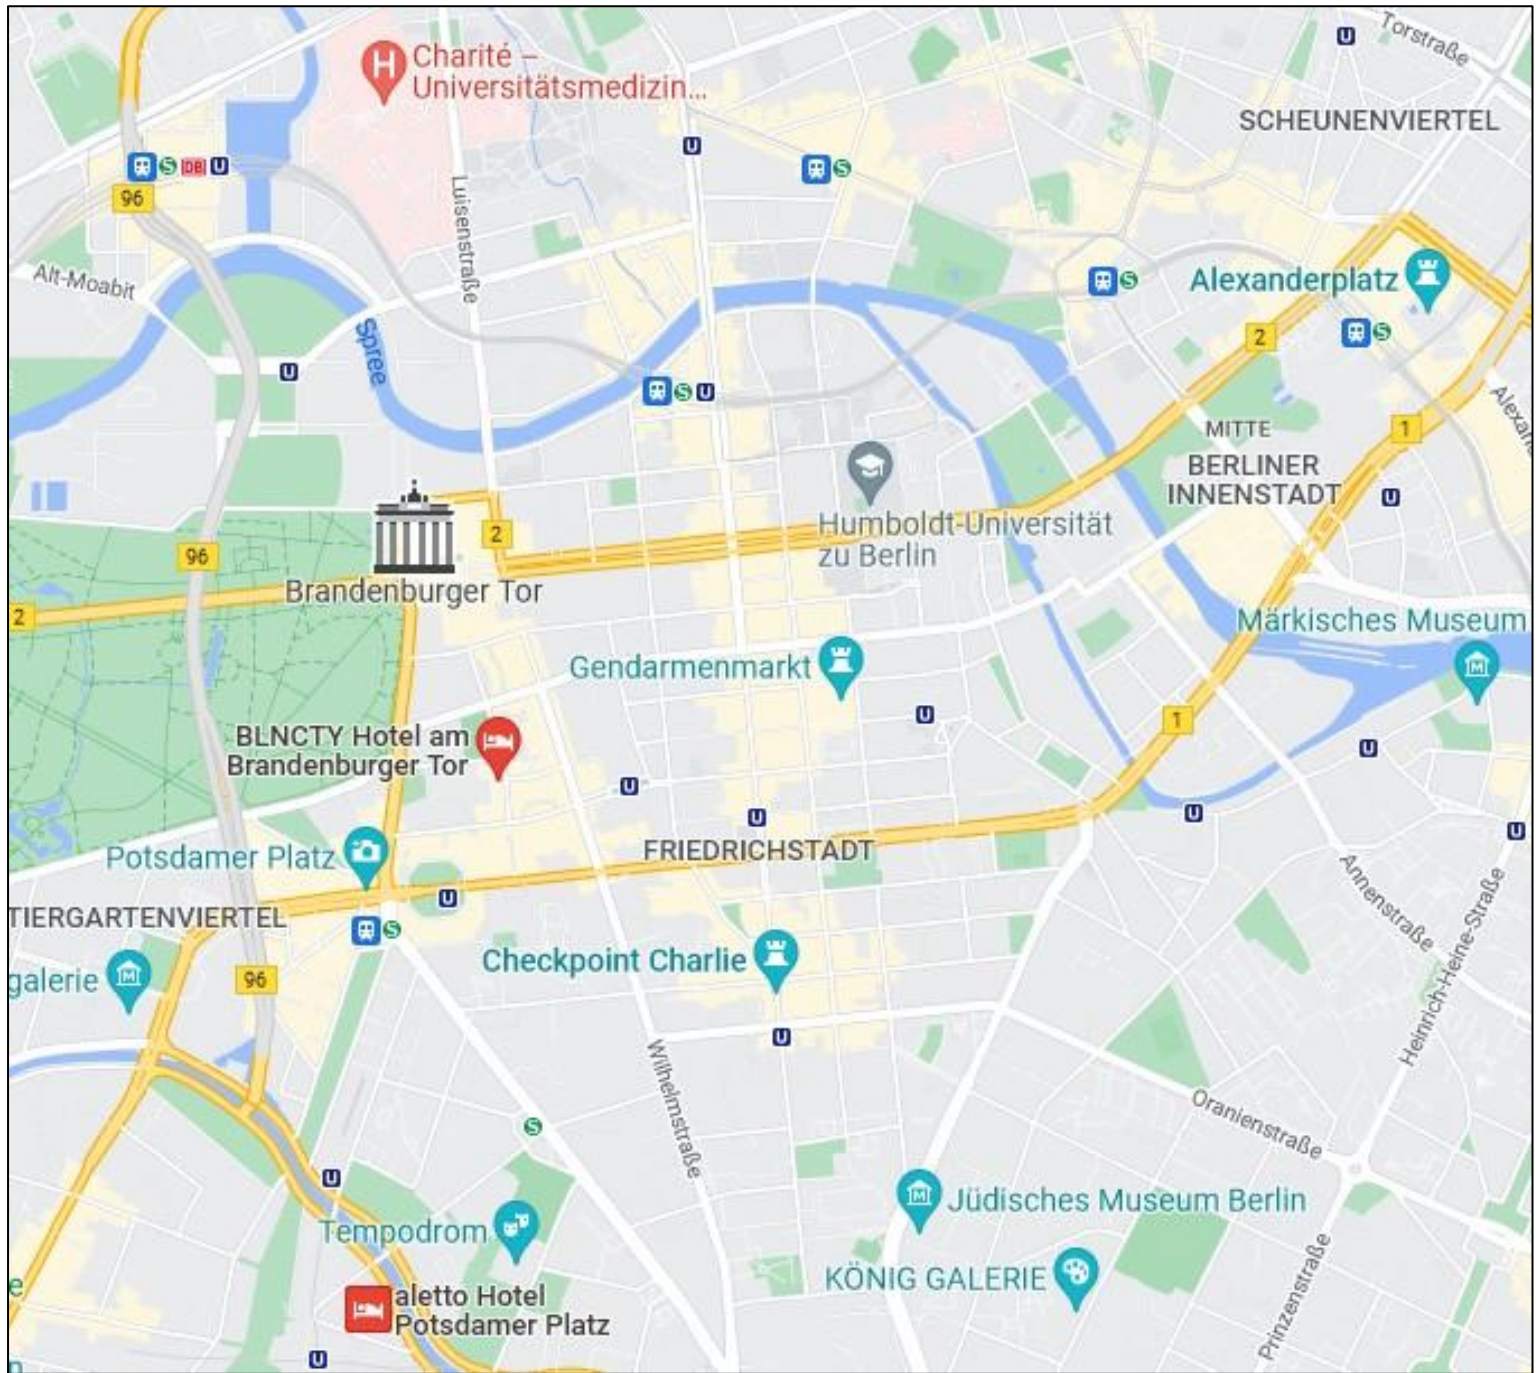 Charité –
Universitätsmedizin...
Torstraße
SCHEUNENVIERTEL
U
U
S
DB
U
S
96
Luisenstraße
Alt-Moabit
Spree
U
S
Alexanderplatz
2
S
S
U
1
MITTE
BERLINER
INNENSTADT
U
2
Humboldt-Universität
zu Berlin
96
Brandenburger Tor
2
Märkisches Museum
M
Gendarmenmarkt
U
1
U
BLNCTY Hotel am
Brandenburger Tor
U
U
U
U
FRIEDRICHSTADT
Potsdamer Platz
Annenstraße
Heinrich-Heine-Straße
U
TIERGARTENVIERTEL
S
Checkpoint Charlie
galerie
M
96
U
Wilhelmstraße
Oranienstraße
S
U
Jüdisches Museum Berlin
M
Tempodrom
KÖNIG GALERIE
Prinzenstraße
e
aletto Hotel
Potsdamer Platz
U
H